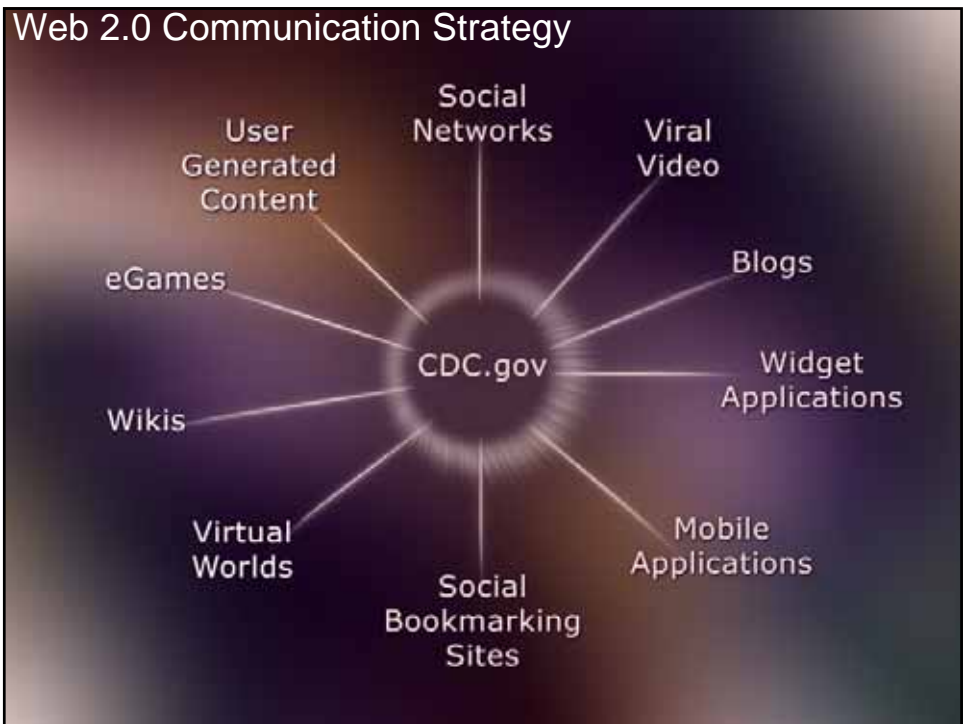 Web 2.0 Communication Strategy
Social
Networks
Viral
Video
Blogs
Widget
Applications
Mobile
Applications
Social
Bookmarking
Sites
Virtual
Worlds
Wikis
eGames
User
Generated
Content
CDC.gov